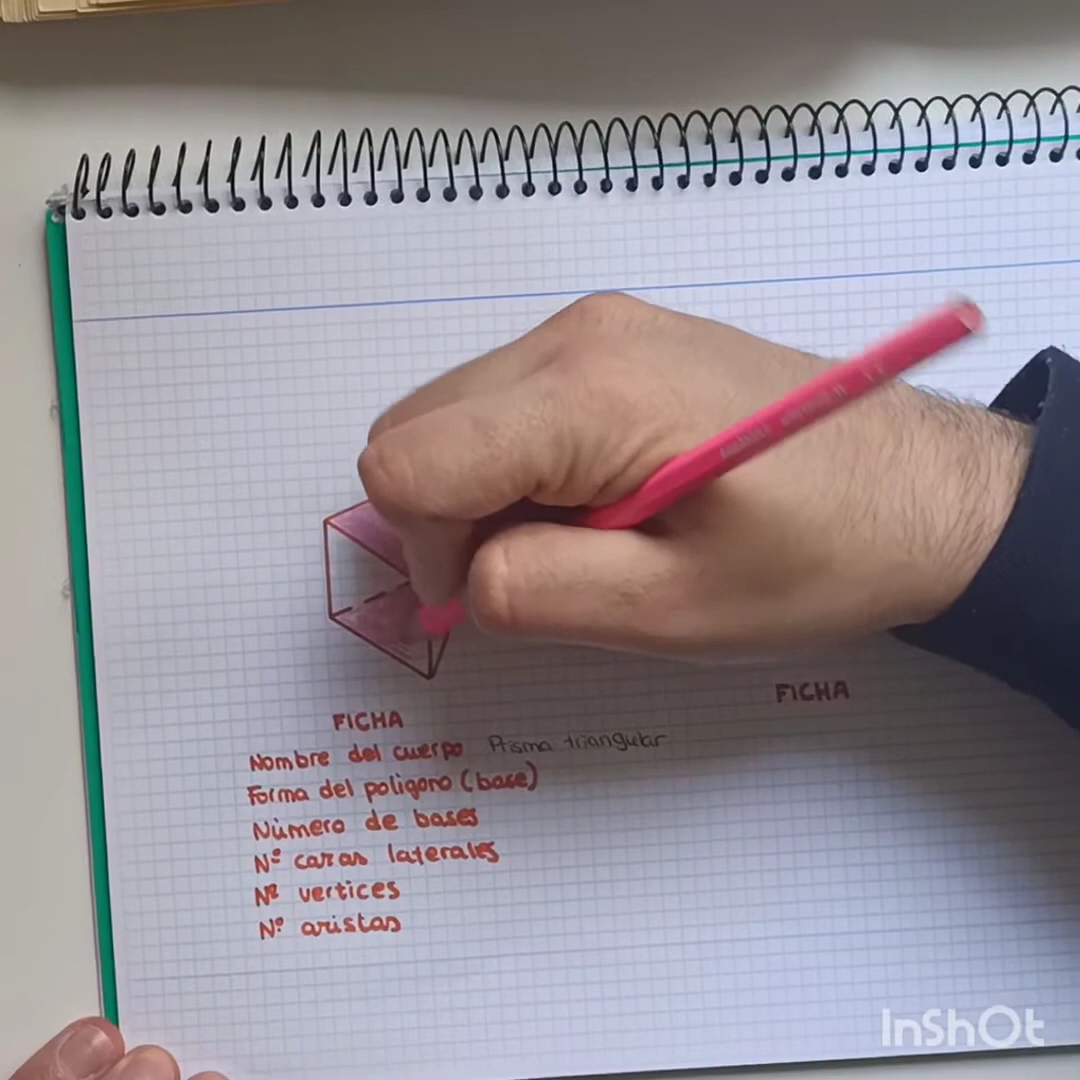 FICHA
FICHA
Nombre del cuerpo Prisma triangular
Forma del poligono (base)
Número de bases
Nº caras laterales
Nº vertices
Nº aristas
InShOt